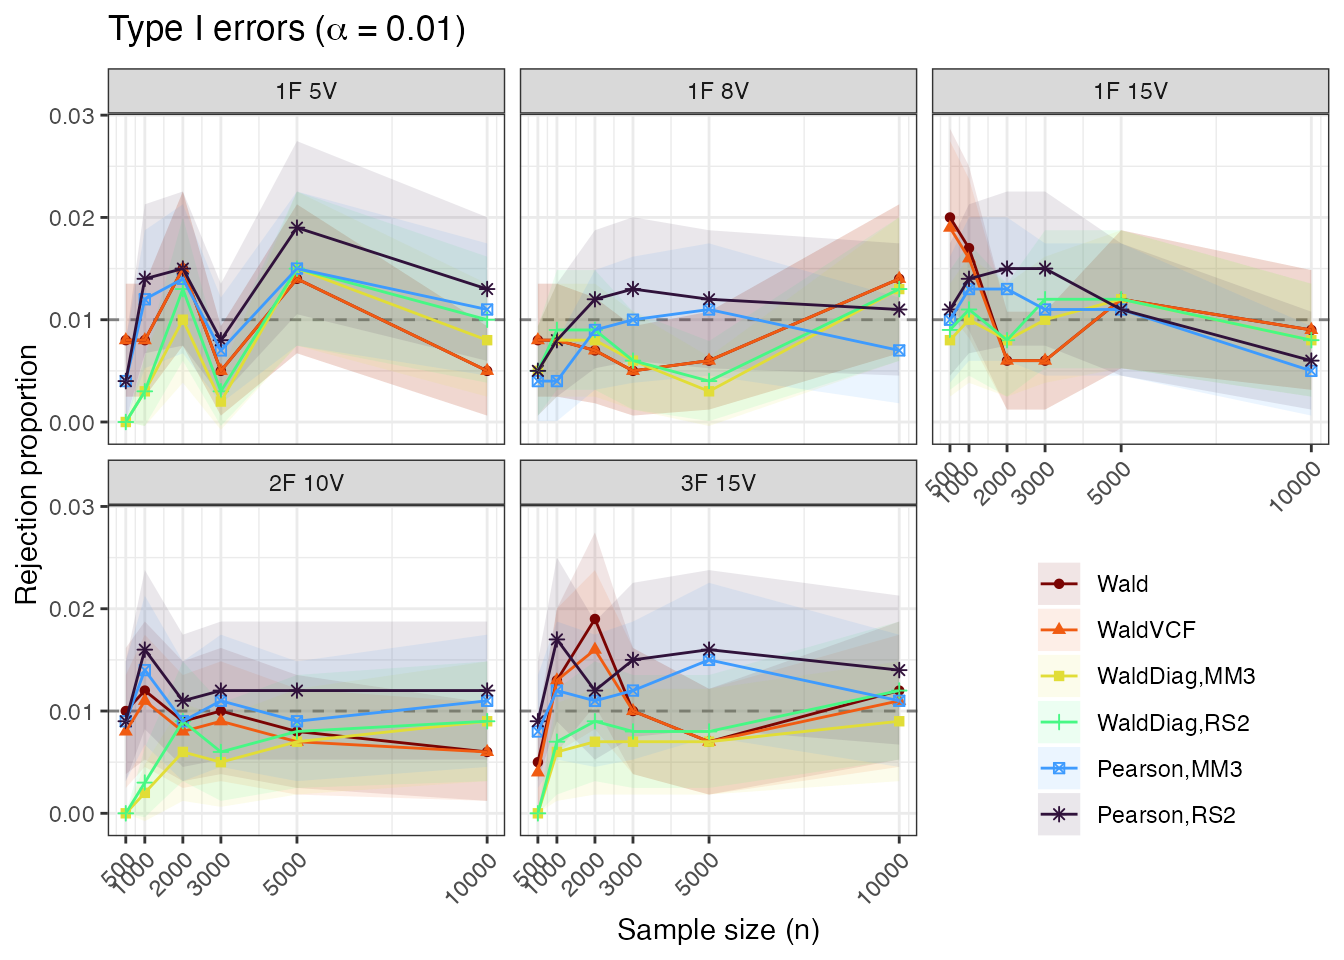 Type I errors (α = 0.01)
1F 5V
1F 8V
1F 15V
0.03
0.02
0.01
0.00
500
1000
2000
3000
5000
10000
2F 10V
3F 15V
0.03
0.02
0.01
0.00
500
1000
2000
3000
5000
10000
500
1000
2000
3000
5000
10000
Rejection proportion
Sample size (n)
Wald
WaldVCF
WaldDiag,MM3
WaldDiag,RS2
Pearson,MM3
Pearson,RS2